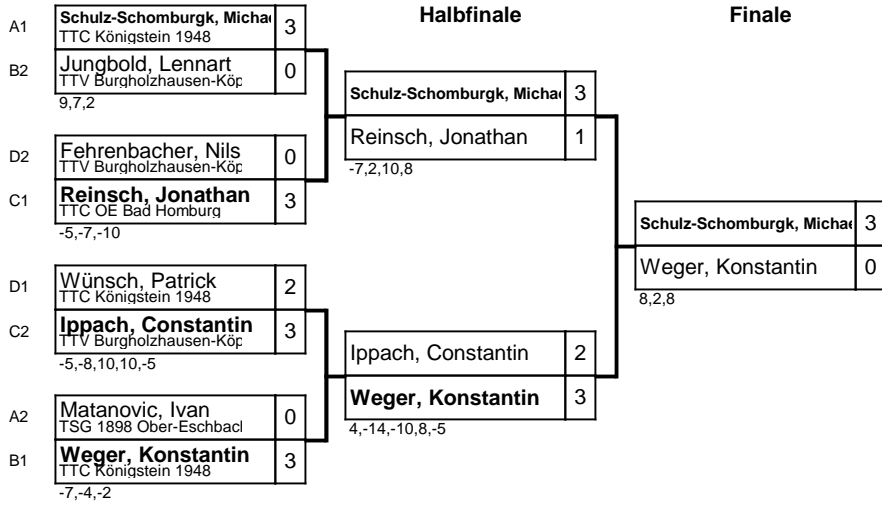 Halbfinale
Finale
A1 Schulz-Schomburgk, Michae 3
TTC Königstein 1948
B2 Jungbold, Lennart 0
TTV Burgholzhausen-Köp
9,7,2
D2 Fehrenbacher, Nils 0
TTV Burgholzhausen-Köp
C1 Reinsch, Jonathan 3
TTC OE Bad Homburg
-5,-7,-10
D1 Wünsch, Patrick 2
TTC Königstein 1948
C2 Ippach, Constantin 3
TTV Burgholzhausen-Köp
-5,-8,10,10,-5
A2 Matanovic, Ivan 0
TSG 1898 Ober-Eschbacl
B1 Weger, Konstantin 3
TTC Königstein 1948
-7,-4,-2
Schulz-Schomburgk, Michae 3
Reinsch, Jonathan 1
-7,2,10,8
Ippach, Constantin 2
Weger, Konstantin 3
4,-14,-10,8,-5
Schulz-Schomburgk, Michae 3
Weger, Konstantin 0
8,2,8